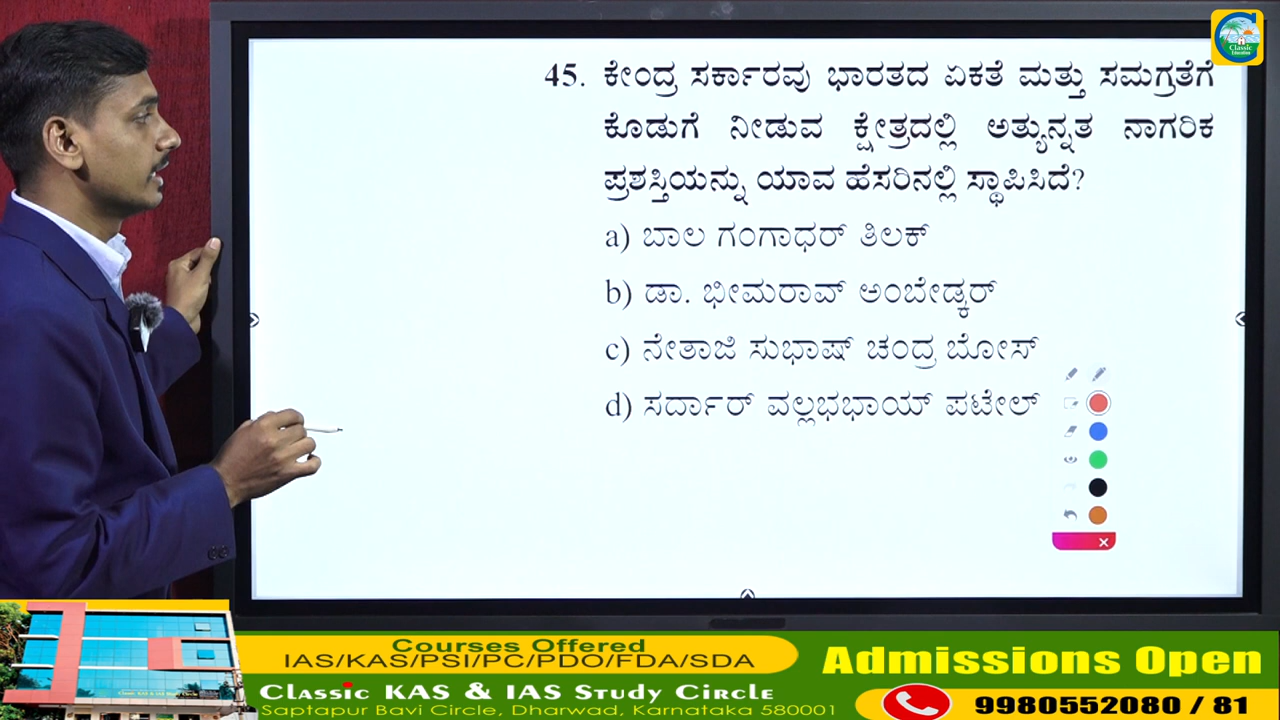 Classic
Education
45. ಕೇಂದ್ರ ಸರ್ಕಾರವು ಭಾರತದ ಏಕತೆ ಮತ್ತು ಸಮಗ್ರತೆಗೆ
ಕೊಡುಗೆ ನೀಡುವ ಕ್ಷೇತ್ರದಲ್ಲಿ ಅತ್ಯುನ್ನತ ನಾಗರಿಕ
ಪ್ರಶಸ್ತಿಯನ್ನು ಯಾವ ಹೆಸರಿನಲ್ಲಿ ಸ್ಥಾಪಿಸಿದೆ?
a) ಬಾಲ ಗಂಗಾಧರ್ ತಿಲಕ್
b) ಡಾ. ಭೀಮರಾವ್ ಅಂಬೇಡ್ಕರ್
c) ನೇತಾಜಿ ಸುಭಾಷ್ ಚಂದ್ರ ಬೋಸ್
d) ಸರ್ದಾರ್ ವಲ್ಲಭಭಾಯ್ ಪಟೇಲ್
Courses Offered
IAS/KAS/PSI/PC/PDO/FDA/SDA
Classic KAS & IAS Study Circle
Saptapur Bavi Circle, Dharwad, Karnataka 580001
Admissions Open
9980552080 / 81